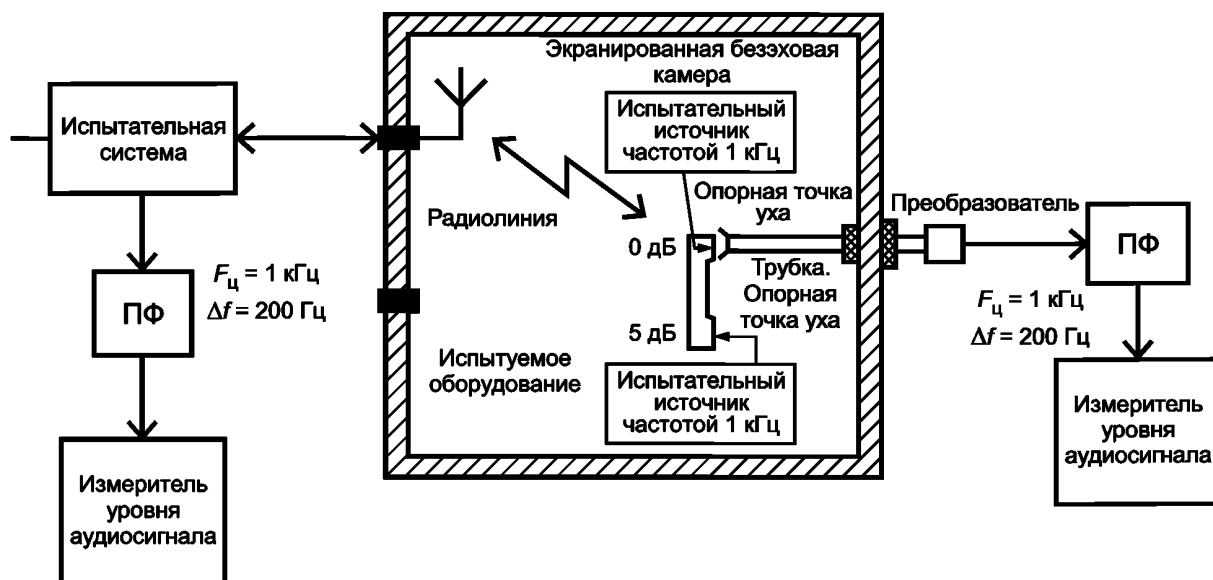 Экранированная безэховая
камера
Испытательная
система
Испытательный
источник
частотой 1 кГц
Опорная точка
уха
Преобразователь
Радиолиния
0 дБ
Трубка.
Опорная
точка уха
ПФ
Fц = 1 кГц
Δf = 200 Гц
ПФ
Fц = 1 кГц
Δf = 200 Гц
5 дБ
Испытуемое
оборудование
Испытательный
источник
частотой 1 кГц
Измеритель
уровня
аудиосигнала
Измеритель
уровня
аудиосигнала